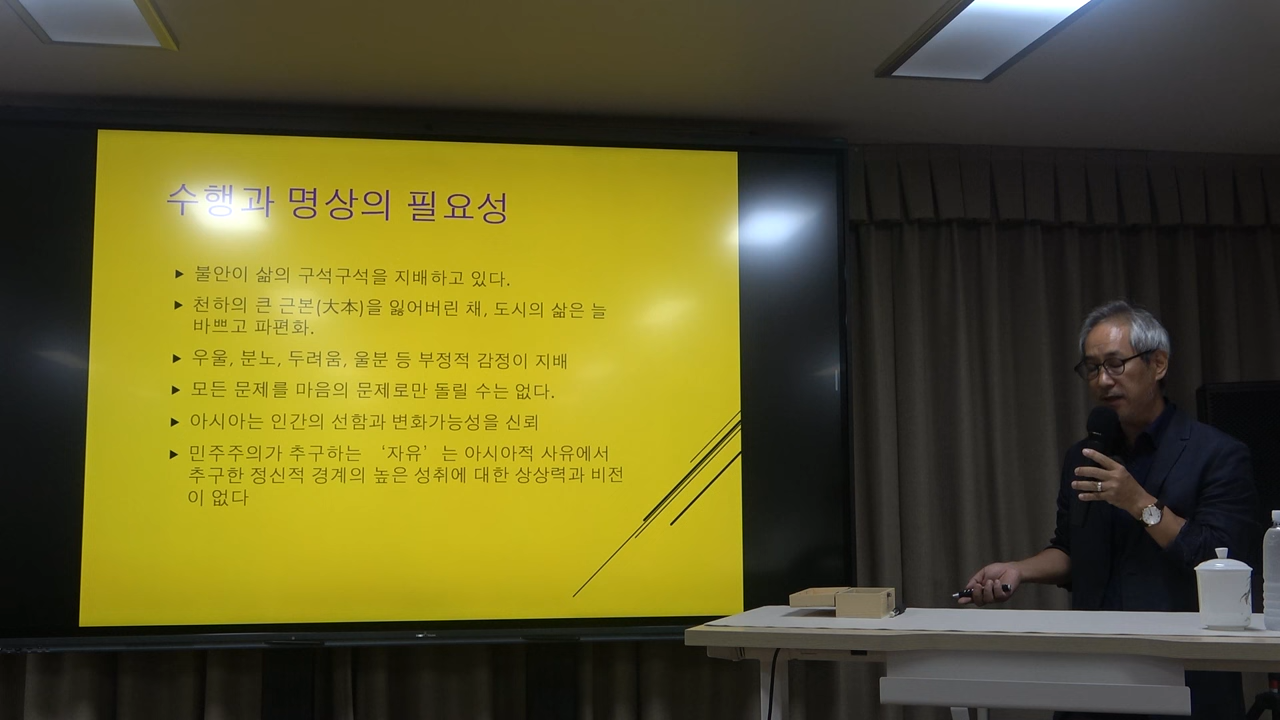 수행과 명상의 필요성
불안이 삶의 구석구석을 지배하고 있다.
천하의 큰 근본(大本)을 잃어버린 채, 도시의 삶은 늘
바쁘고 파편화.
우울, 분노, 두려움, 울분 등 부정적 감정이 지배
모든 문제를 마음의 문제로만 돌릴 수는 없다.
아시아는 인간의 선함과 변화가능성을 신뢰
민주주의가 추구하는 ‘자유’는 아시아적 사유에서
추구한 정신적 경계의 높은 성취에 대한 상상력과 비전
이 없다